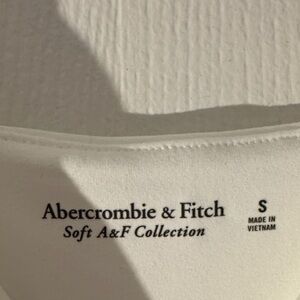 Abercrombie & Fitch
Soft A&F Collection
S
MADE IN
VIETNAM